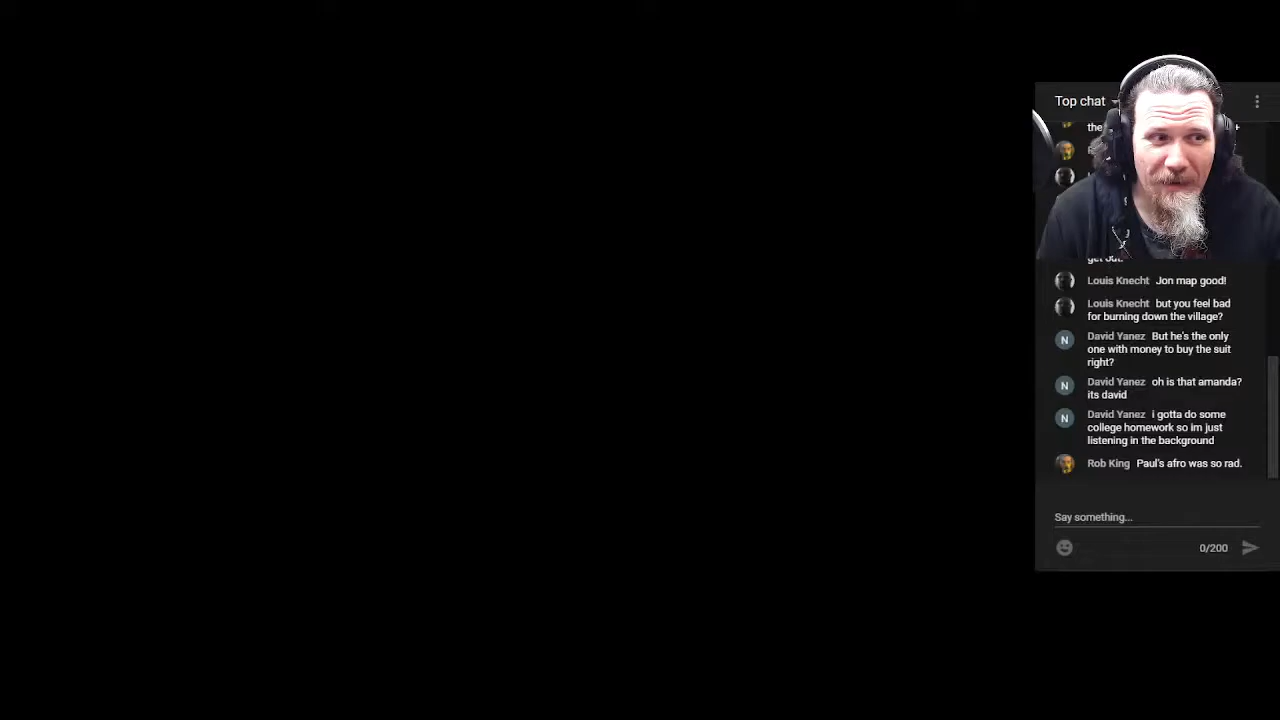 Top chat
the
get out.
Louis Knecht Jon map good!
Louis Knecht but you feel bad
for burning down the village?
David Yanez But he's the only
one with money to buy the suit
right?
David Yanez oh is that amanda?
its david
David Yanez i gotta do some
college homework so im just
listening in the background
Rob King Paul's afro was so rad.
Say something...
0/200